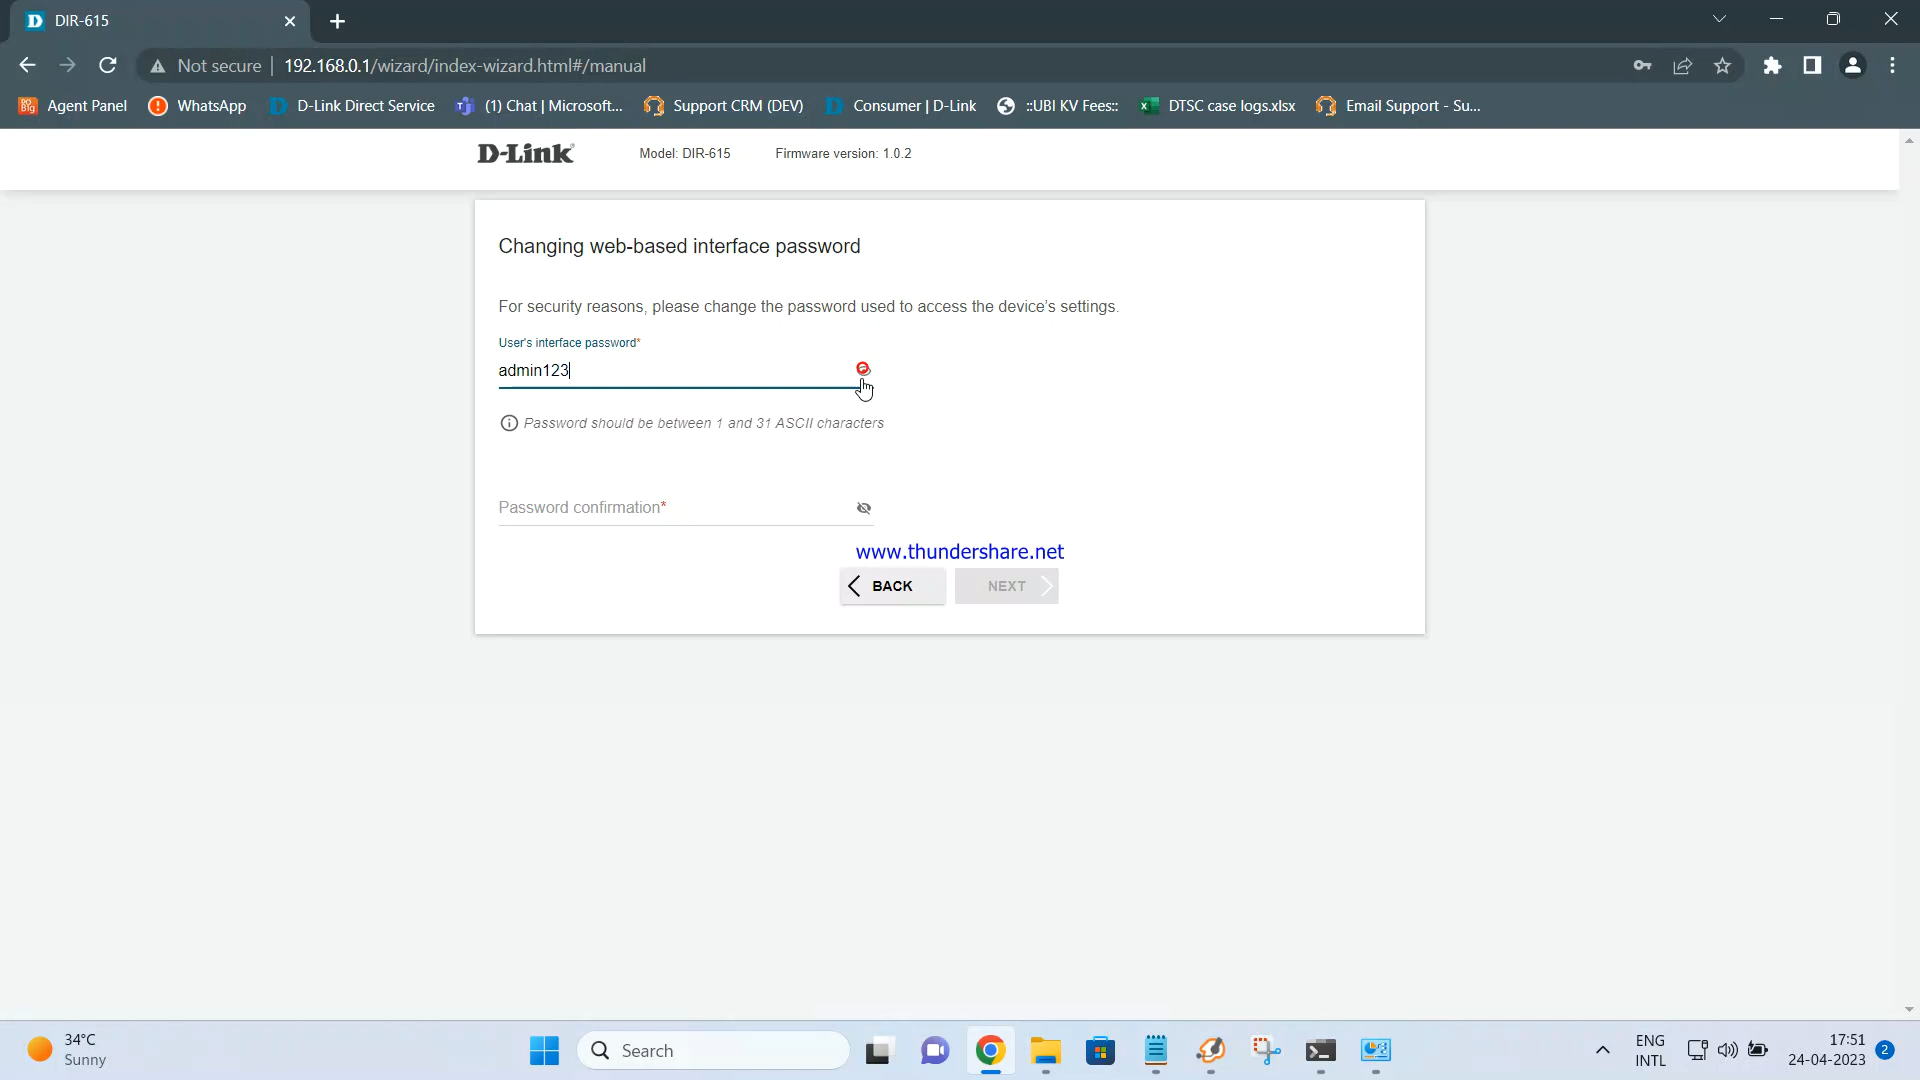 DIR-615
Not secure
192.168.0.1/wizard/index-wizard.html#/manual
Agent Panel
WhatsApp
D-Link Direct Service
(1) Chat | Microsoft...
Support CRM (DEV)
Consumer | D-Link
::UBI KV Fees::
DTSC case logs.xlsx
Email Support - Su...
D-Link
Model: DIR-615
Firmware version: 1.0.2
Changing web-based interface password
For security reasons, please change the password used to access the device's settings.
User's interface password*
admin123
Password should be between 1 and 31 ASCII characters
Password confirmation*
www.thundershare.net
BACK
NEXT
34°C
Sunny
Search
ENG
INTL
17:51
24-04-2023
2